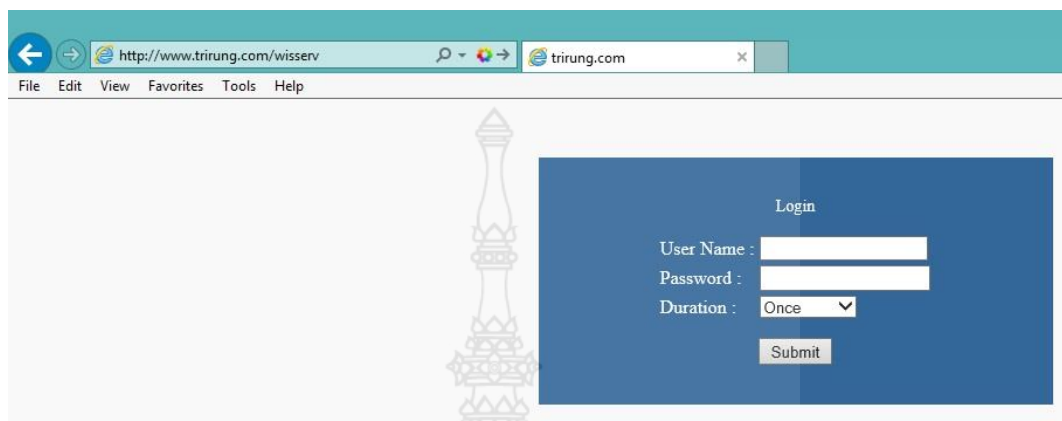 http://www.trirung.com/wisserv
trirung.com
File Edit View Favorites Tools Help
Login
User Name :
Password :
Duration : Once
Submit